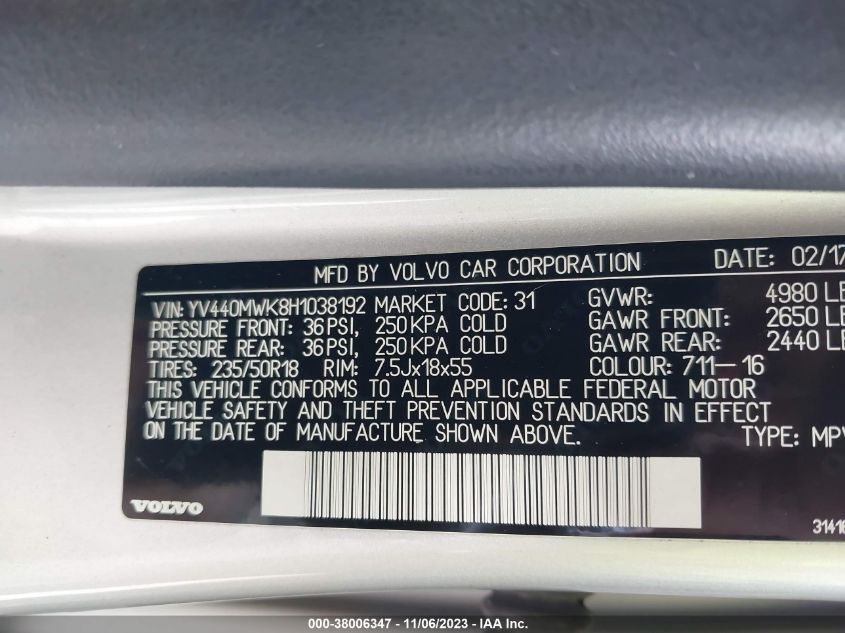 MFD BY VOLVO CAR CORPORATION DATE: 02/17
VIN: YV440MWK8H1038192 MARKET CODE: 31 GVWR: 4980 LB
PRESSURE FRONT: 36 PSI, 250 KPA COLD GAWR FRONT: 2650 LB
PRESSURE REAR: 36 PSI, 250 KPA COLD GAWR REAR: 2440 LB
TIRES: 235/50R18 RIM: 7.5Jx18x55 COLOUR: 711-16
THIS VEHICLE CONFORMS TO ALL APPLICABLE FEDERAL MOTOR
VEHICLE SAFETY AND THEFT PREVENTION STANDARDS IN EFFECT
ON THE DATE OF MANUFACTURE SHOWN ABOVE. TYPE: MPV
VOLVO
000-38006347 - 11/06/2023 - IAA Inc.